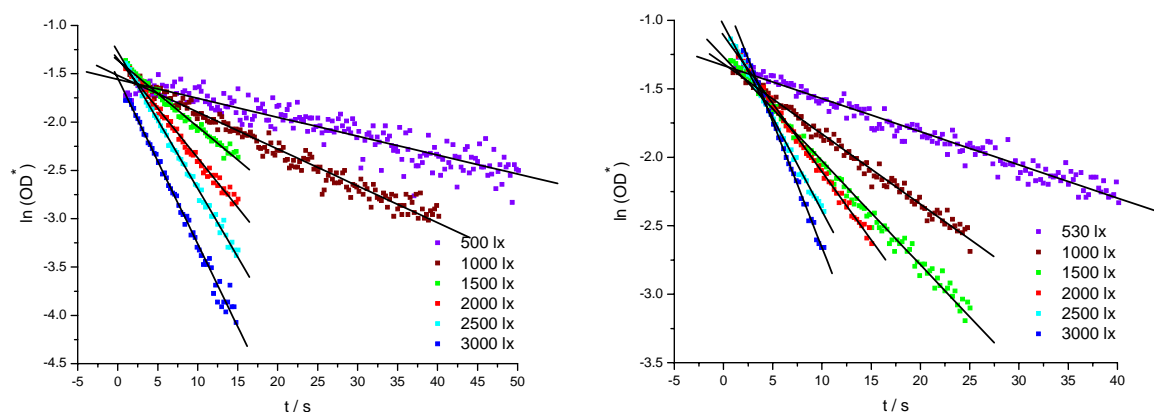 -1.0
-1.5
-2.0
-2.5
-3.0
-3.5
-4.0
-4.5
ln (OD*)
-5 0 5 10 15 20 25 30 35 40 45 50
t / s
500 lx
1000 lx
1500 lx
2000 lx
2500 lx
3000 lx
-1.0
-1.5
-2.0
-2.5
-3.0
-3.5
ln (OD*)
-5 0 5 10 15 20 25 30 35 40
t / s
530 lx
1000 lx
1500 lx
2000 lx
2500 lx
3000 lx